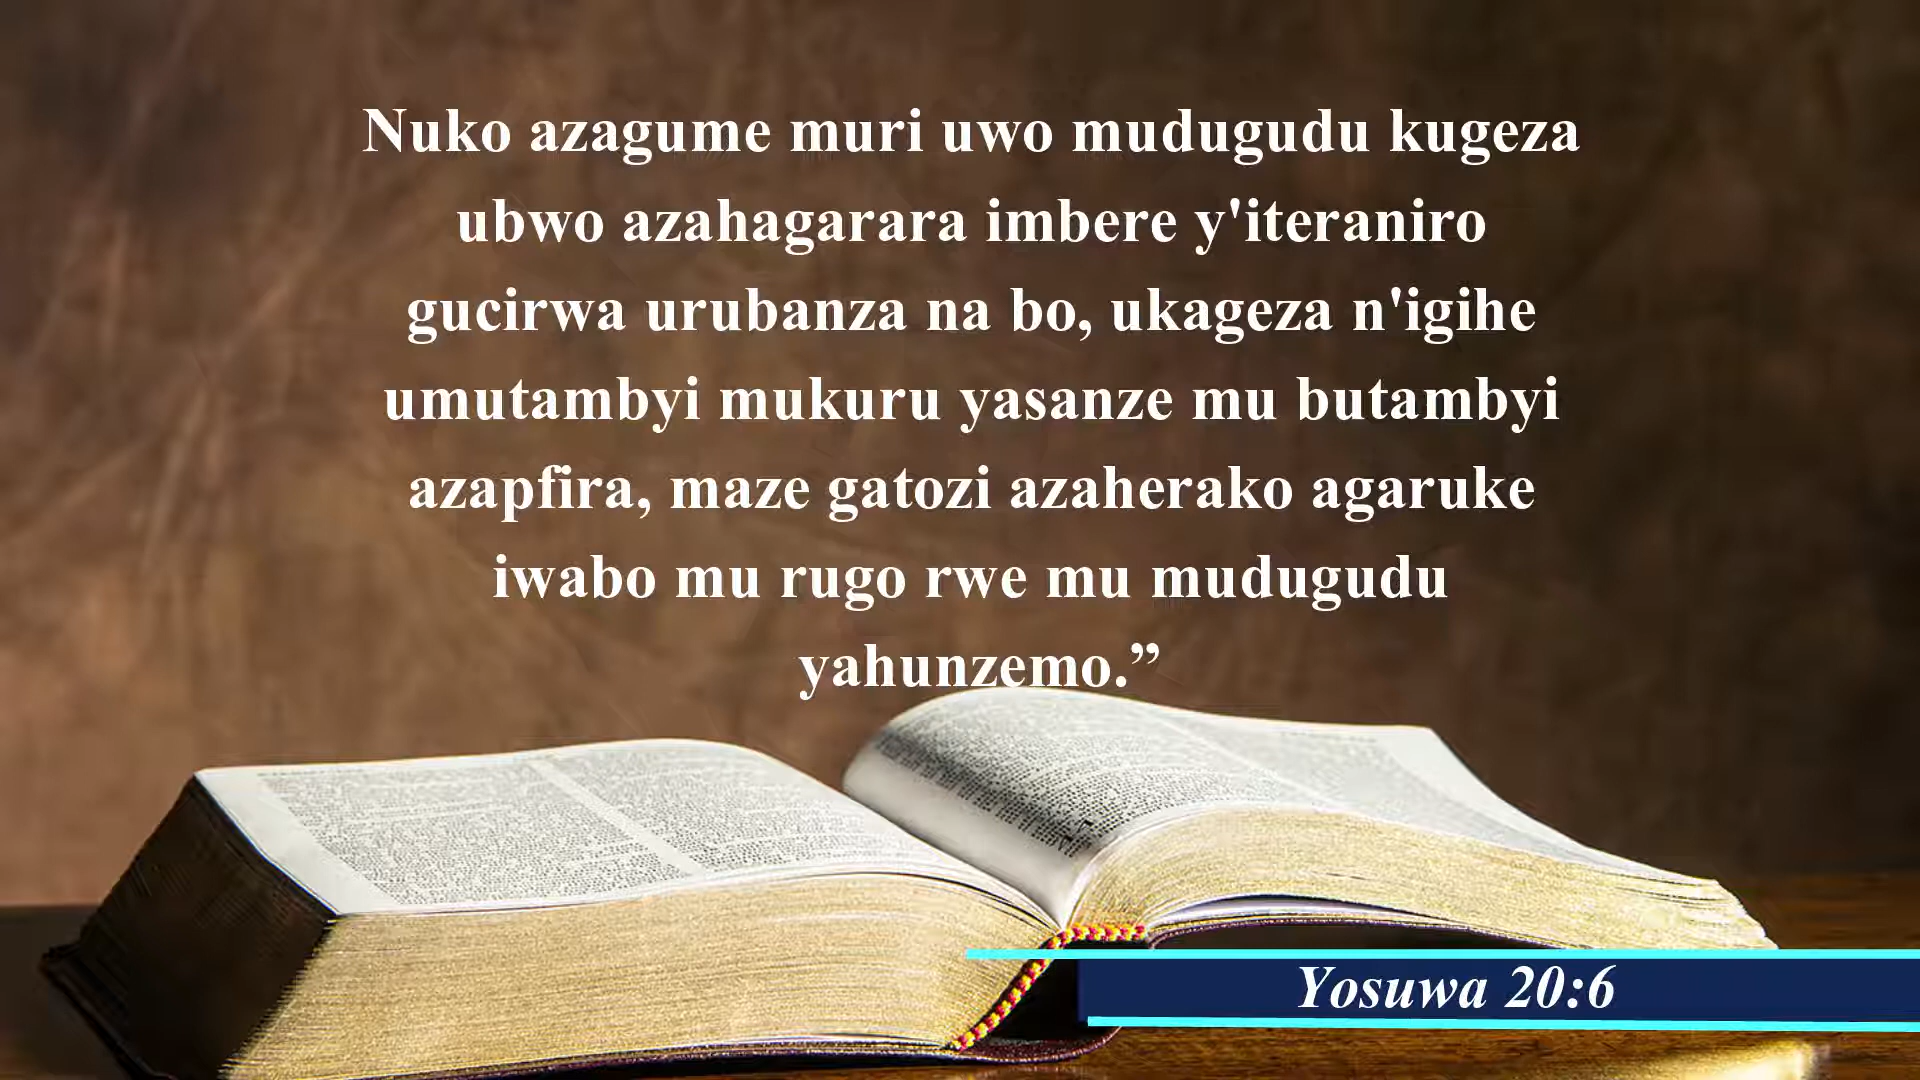 Nuko azagume muri uwo mudugudu kugeza
ubwo azahagarara imbere y'iteraniro
gucirwa urubanza na bo, ukageza n'igihe
umutambyi mukuru yasanze mu butambyi
azapfira, maze gatozi azaherako agaruke
iwabo mu rugo rwe mu mudugudu
yahunzemo.”
Yosuwa 20:6